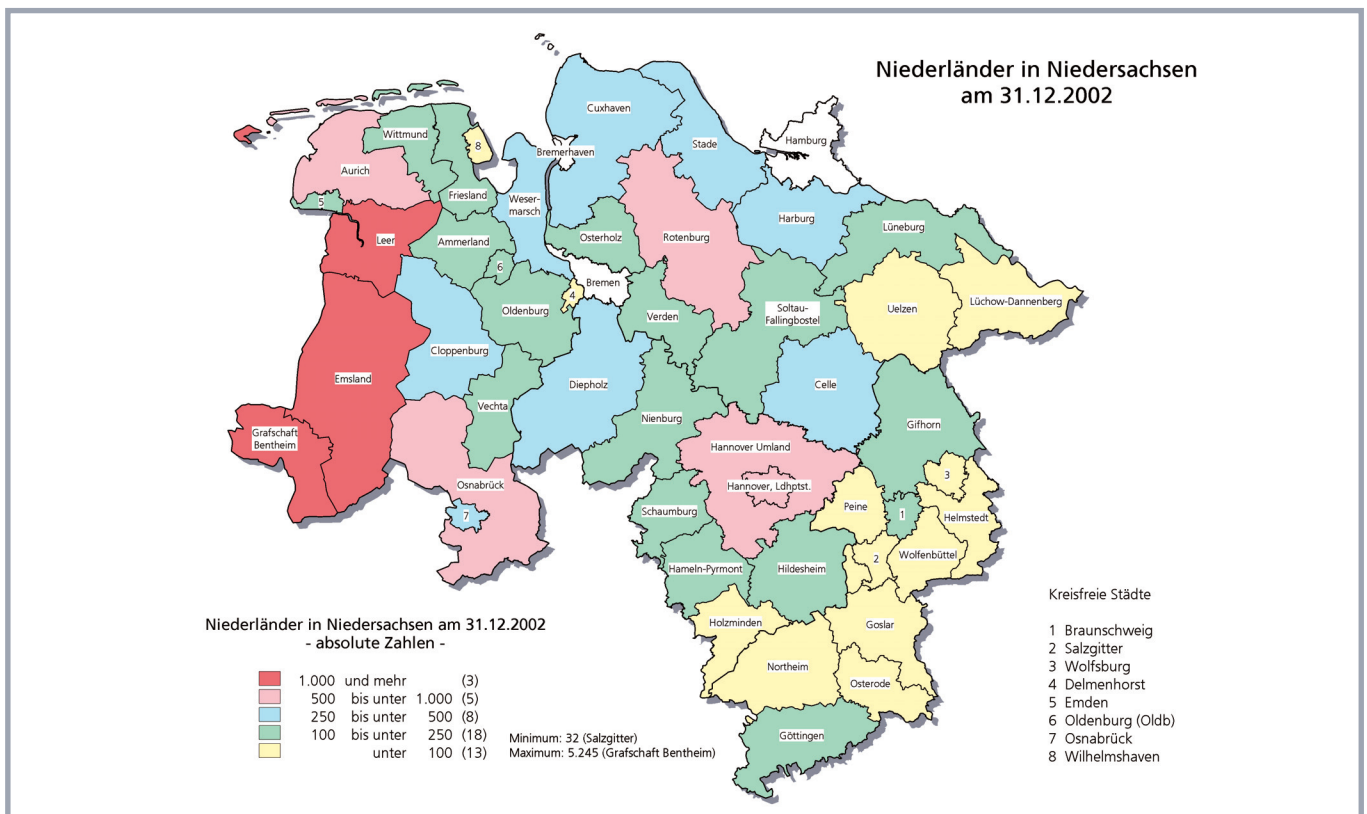 Niederländer in Niedersachsen
am 31.12.2002
Cuxhaven
Hamburg
Wittmund
Bremerhaven
Stade
8
Aurich
Friesland
Weser-
marsch
5
Harburg
Lüneburg
Leer
Ammerland
Osterholz
Rotenburg
6
Bremen
4
Lüchow-Dannenberg
Oldenburg
Verden
Soltau-
Fallingbostel
Uelzen
Cloppenburg
Emsland
Diepholz
Celle
Vechta
Nienburg
Gifhorn
Grafschaft
Bentheim
Hannover Umland
3
Osnabrück
Hannover, Ldhptst.
7
Schaumburg
Peine
1
Helmstedt
2
Wolfenbüttel
Hameln-Pyrmont
Hildesheim
Holzminden
Goslar
Northeim
Osterode
Göttingen
Niederländer in Niedersachsen am 31.12.2002
- absolute Zahlen -
1.000 und mehr (3)
500 bis unter 1.000 (5)
250 bis unter 500 (8)
100 bis unter 250 (18)
unter 100 (13)
Minimum: 32 (Salzgitter)
Maximum: 5.245 (Grafschaft Bentheim)
Kreisfreie Städte
1 Braunschweig
2 Salzgitter
3 Wolfsburg
4 Delmenhorst
5 Emden
6 Oldenburg (Oldb)
7 Osnabrück
8 Wilhelmshaven